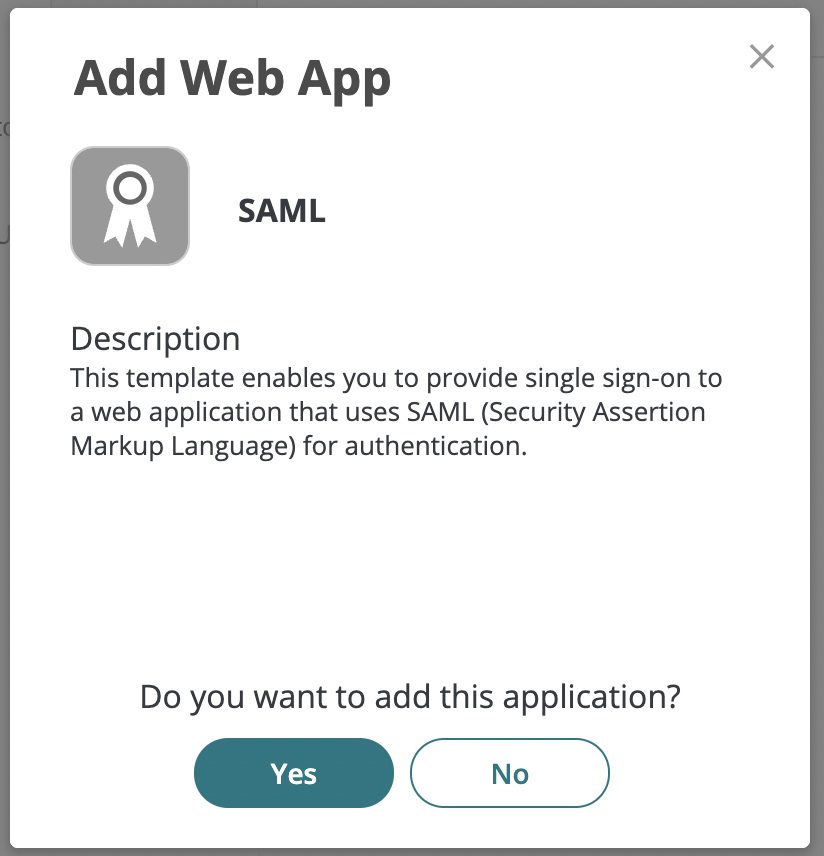 Add Web App
SAML
Description
This template enables you to provide single sign-on to
a web application that uses SAML (Security Assertion
Markup Language) for authentication.
Do you want to add this application?
Yes
No